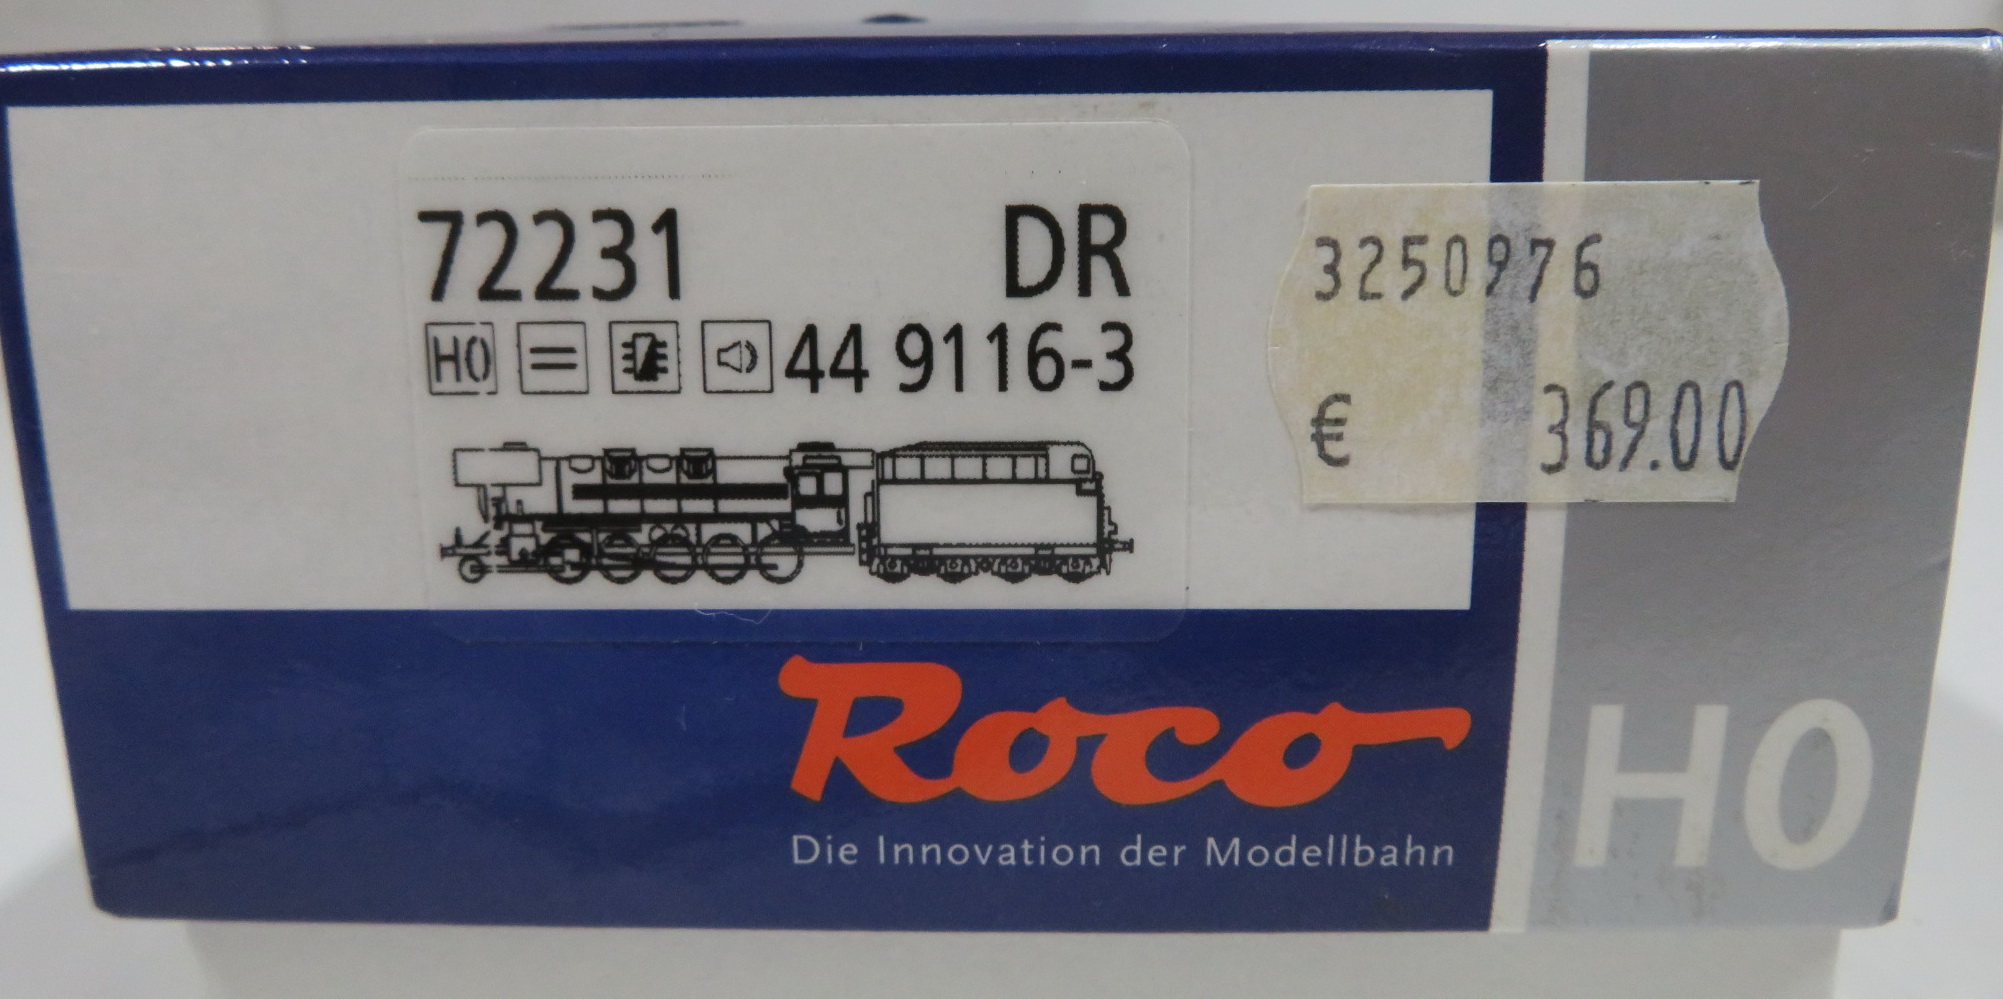 72231 DR
H0 44 9116-3
3250976
€ 369.00
Roco
Die Innovation der Modellbahn
H0